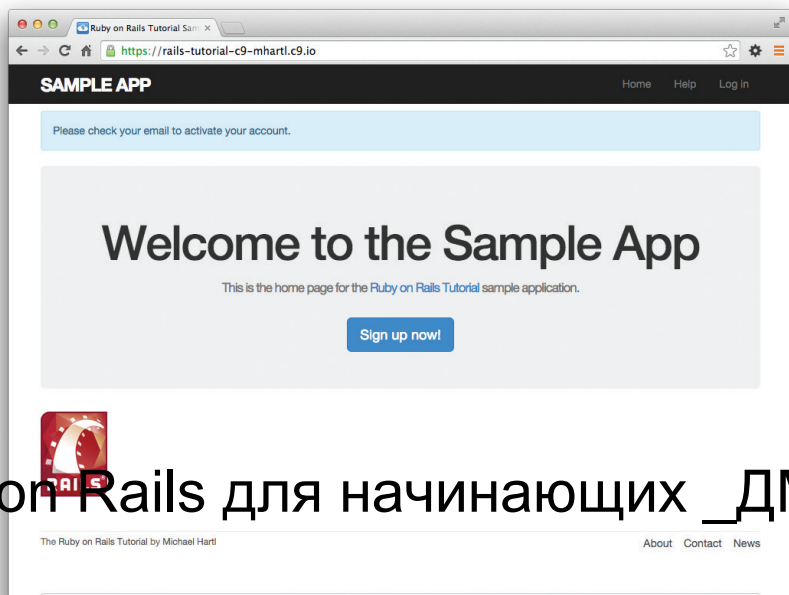 Ruby on Rails Tutorial Sam
https://rails-tutorial-c9-mhartl.c9.io
SAMPLE APP
Home Help Log in
Please check your email to activate your account.
Welcome to the Sample App
This is the home page for the Ruby on Rails Tutorial sample application.
Sign up now!
RAILS
on Rails для начинающих _ДМ
The Ruby on Rails Tutorial by Michael Hartl
About Contact News